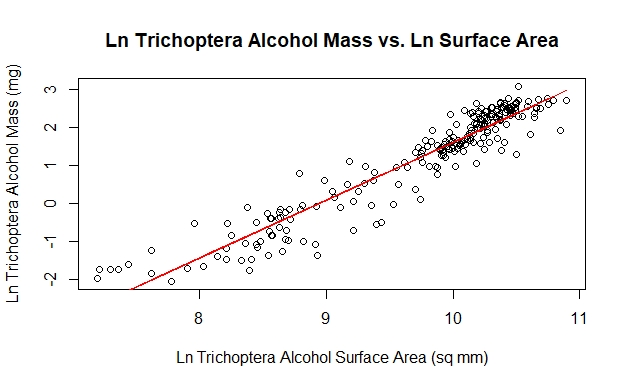 Ln Trichoptera Alcohol Mass vs. Ln Surface Area
Ln Trichoptera Alcohol Mass (mg)
3
2
1
0
-1
-2
8 9 10 11
Ln Trichoptera Alcohol Surface Area (sq mm)